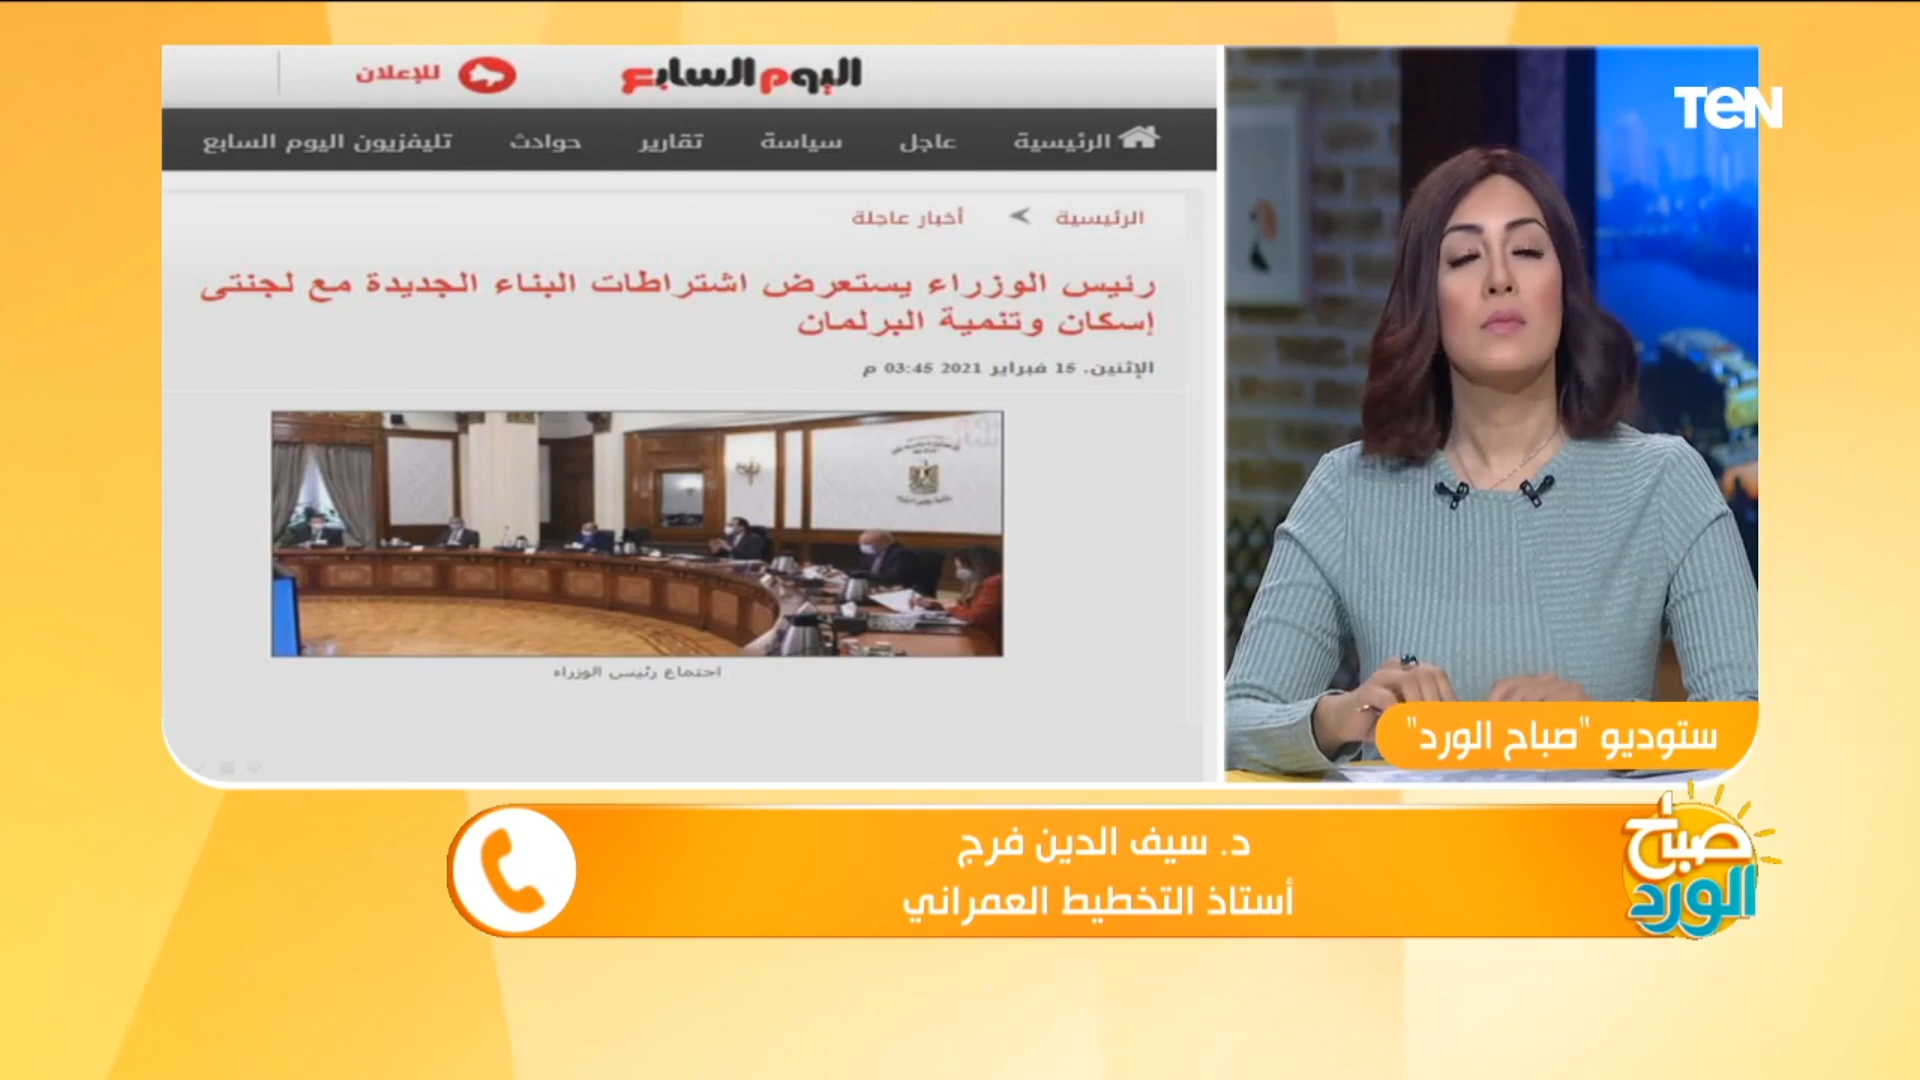 TeN
اليوم السابع
للإعلان
الرئيسية عاجل سياسة تقارير حوادث تليفزيون اليوم السابع
الرئيسية أخبار عاجلة
رئيس الوزراء يستعرض اشتراطات البناء الجديدة مع لجنتى
إسكان وتنمية البرلمان
الإثنين، 15 فبراير 2021 03:45 م
اجتماع رئيس الوزراء
ستوديو "صباح الورد"
د. سيف الدين فرج
أستاذ التخطيط العمراني
صباح
الورد